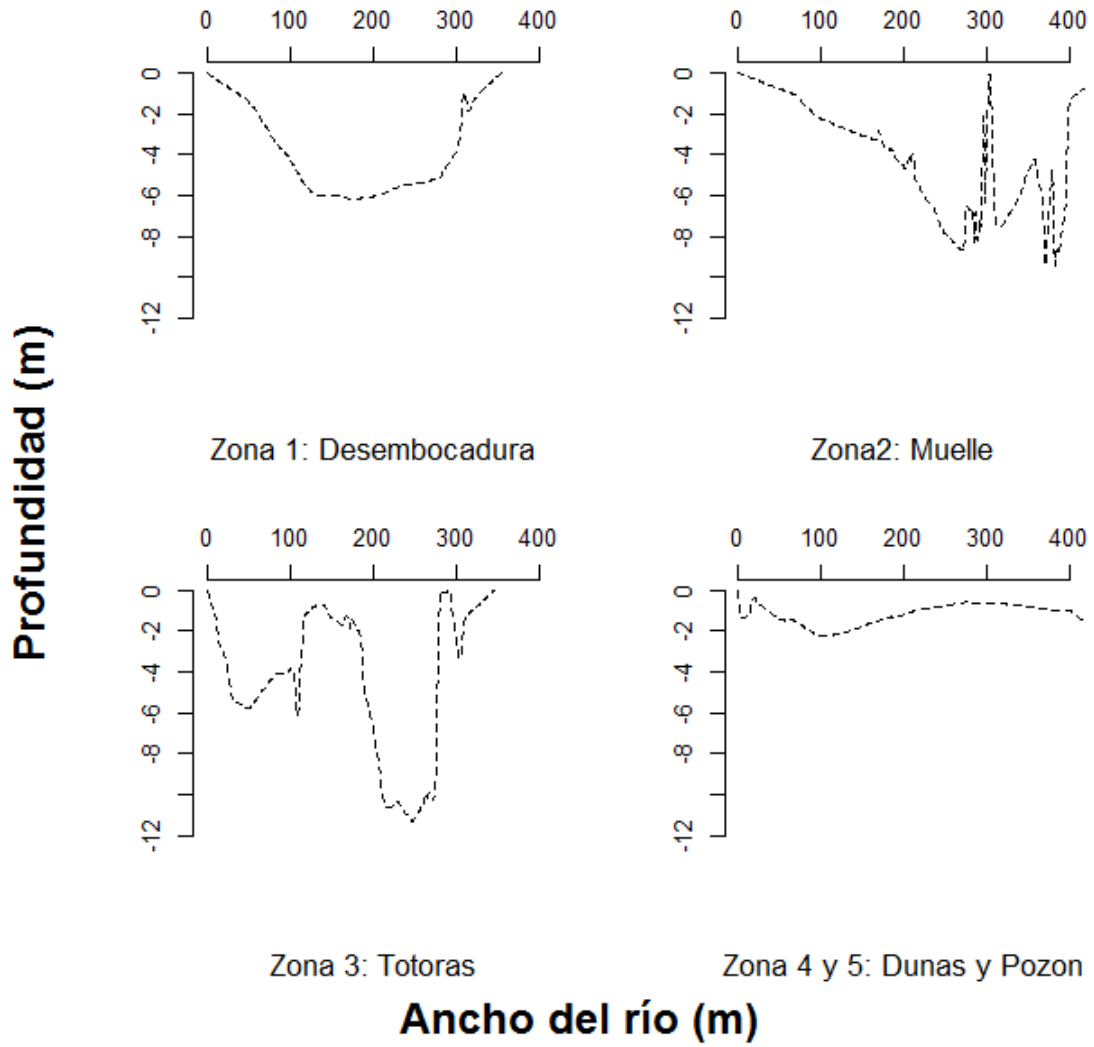 0 100 200 300 400
0
-2
-4
-6
-8
-12
Zona 1: Desembocadura
0 100 200 300 400
0
-2
-4
-6
-8
-12
Zona2: Muelle
Profundidad (m)
0 100 200 300 400
0
-2
-4
-6
-8
-12
Zona 3: Totoras
0 100 200 300 400
0
-2
-4
-6
-8
-12
Zona 4 y 5: Dunas y Pozon
Ancho del río (m)